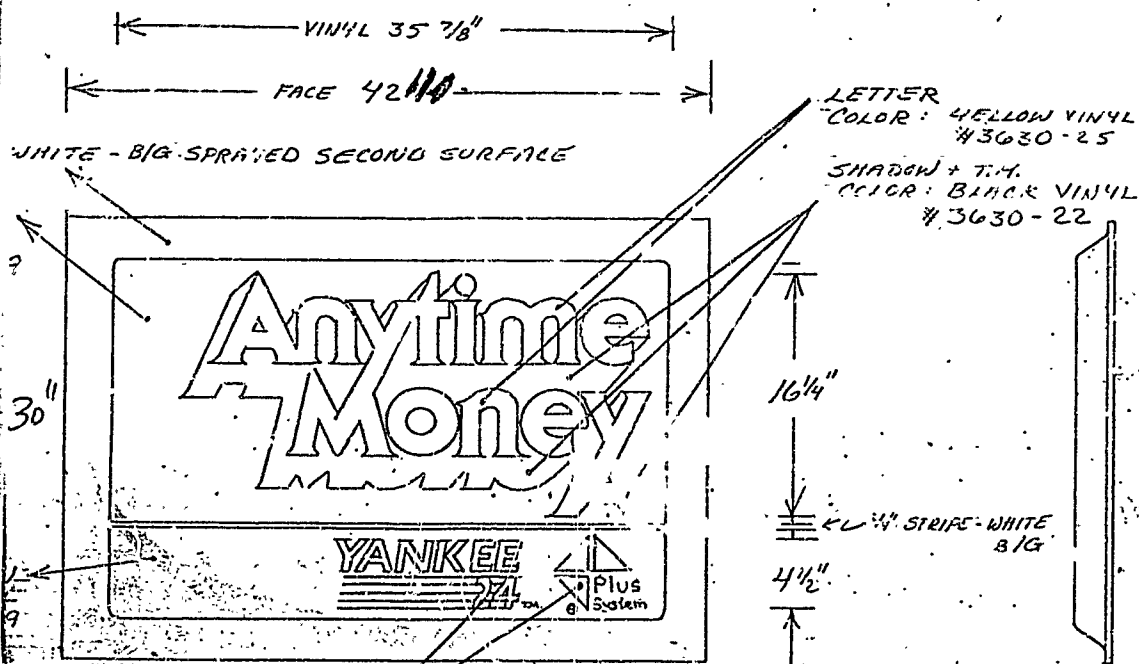 VINYL 35 7/8"
FACE 42
WHITE - B/G SPRAYED SECOND SURFACE
LETTER
COLOR: YELLOW VINYL
#3630-25
SHADOW + T.M.
COLOR: BLACK VINYL
#3630-22
Anytime
Money
30"
16 1/4"
1/4" STRIPE-WHITE
B/G
YANKEE
24 TM
Plus
System
®
4 1/2"
9